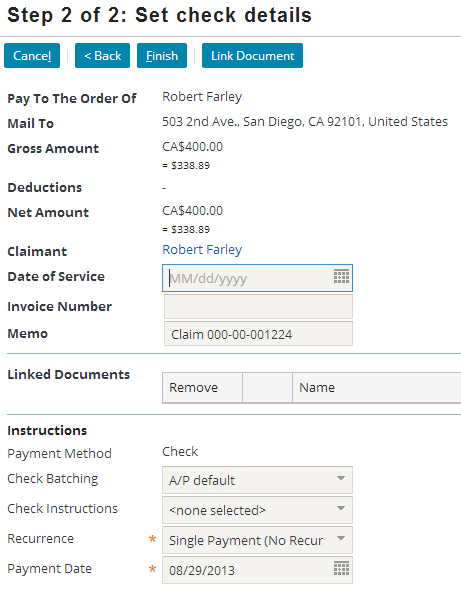 Step 2 of 2: Set check details
Cancel < Back Finish Link Document
Pay To The Order Of Robert Farley
Mail To 503 2nd Ave., San Diego, CA 92101, United States
Gross Amount CA$400.00
= $338.89
Deductions -
Net Amount CA$400.00
= $338.89
Claimant Robert Farley
Date of Service MM/dd/yyyy
Invoice Number
Memo Claim 000-00-001224
Linked Documents
Remove Name
Instructions
Payment Method Check
Check Batching A/P default
Check Instructions <none selected>
Recurrence * Single Payment (No Recur
Payment Date * 08/29/2013